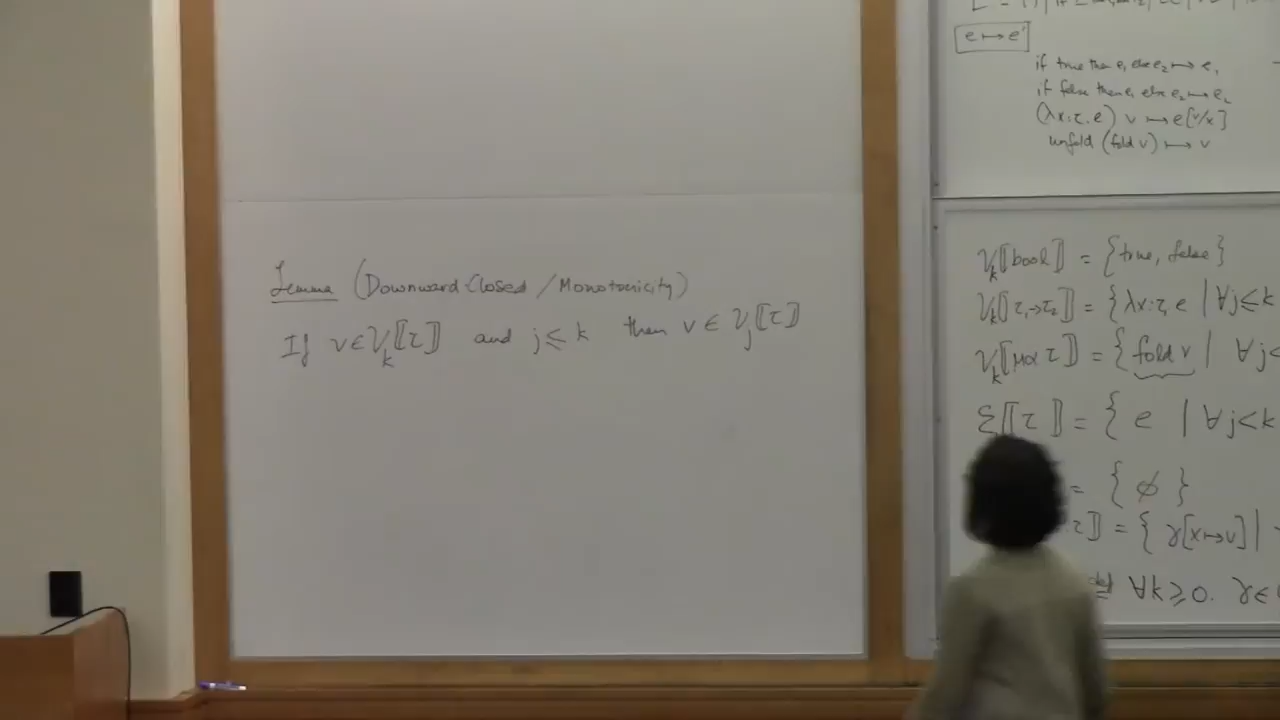 Lemma (Downward-Closed / Monotonicity)
If v ∈ V_k⟦τ⟧ and j ⩽ k then v ∈ V_j⟦τ⟧
e ↦ e'
if true then e₁ else e₂ ↦ e₁
if false then e₁ else e₂ ↦ e₂
(λx:τ.e) v ↦ e[v/x]
unfold (fold v) ↦ v
V_k⟦bool⟧ = {true, false}
V_k⟦τ₁→τ₂⟧ = {λx:τ₁.e | ∀j⩽k
V_k⟦μα.τ⟧ = {fold v | ∀j<
ℰ⟦τ⟧ = { e | ∀j<k
= { ∅ }
τ⟧ = { γ[x↦v] |
∀k⩾0. γ∋